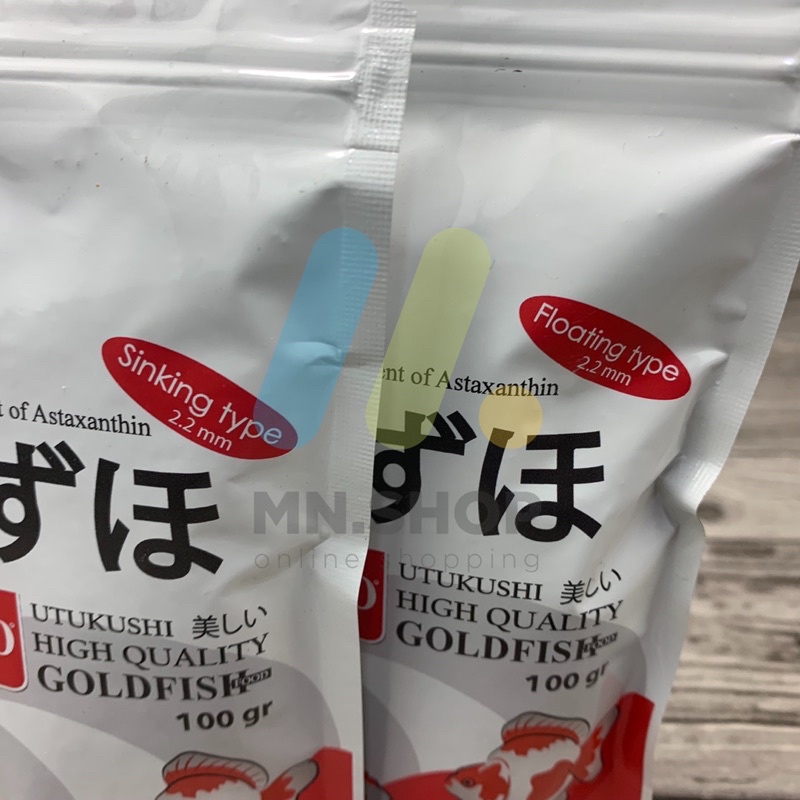 Sinking type
2.2 mm
t of Astaxanthin
ずほ
UTUKUSHI 美しい
HIGH QUALITY
GOLDFISH FOOD
100 gr
Floating type
2.2 mm
ent of Astaxanthin
ずほ
UTUKUSHI 美しい
HIGH QUALITY
GOLDFISH FOOD
100 gr
MN.SHOP
online shopping